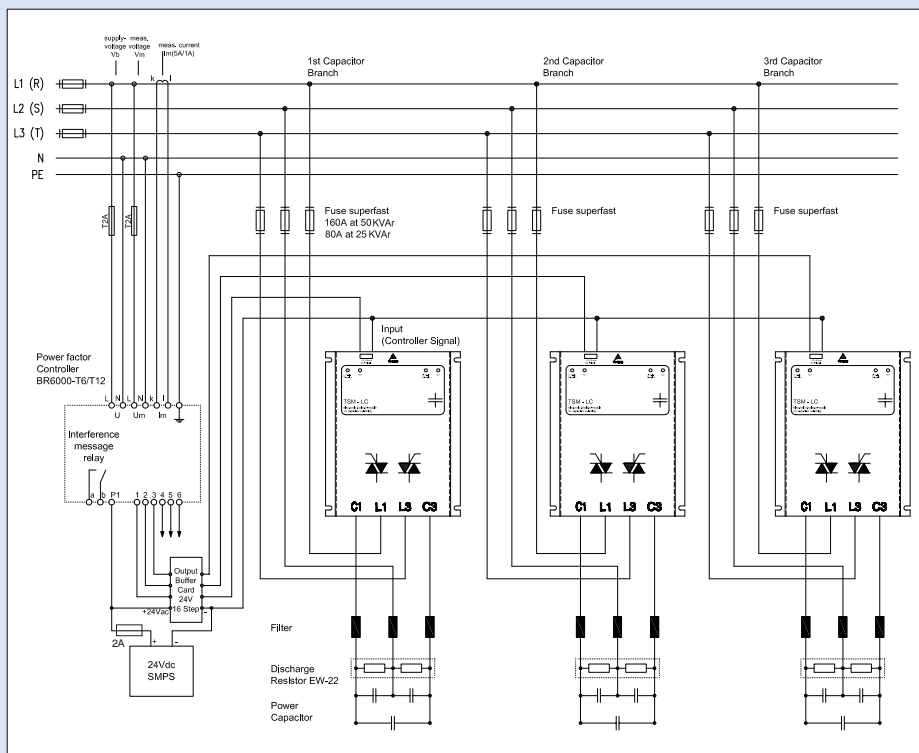 supply- meas.
voltage voltage
Vb Vm
meas. current
Im(5A/1A)
k l
1st Capacitor
Branch
2nd Capacitor
Branch
3rd Capacitor
Branch
L1 (R)
L2 (S)
L3 (T)
N
PE
T2A
T2A
Fuse superfast
160A at 50KVAr
80A at 25KVAr
Fuse superfast
Fuse superfast
Input
(Controller Signal)
Power factor
Controller
BR6000-T6/T12
L N L N k l
U Um Im
Interference
message
relay
a b P1 1 2 3 4 5 6
TSM-LC
TSM-LC
TSM-LC
C1 L1 L3 C3
C1 L1 L3 C3
C1 L1 L3 C3
Output
Buffer
Card
24V
16 Step
+24Vac
-
2A
+ -
24Vdc
SMPS
Filter
Discharge
Resistor EW-22
Power
Capacitor